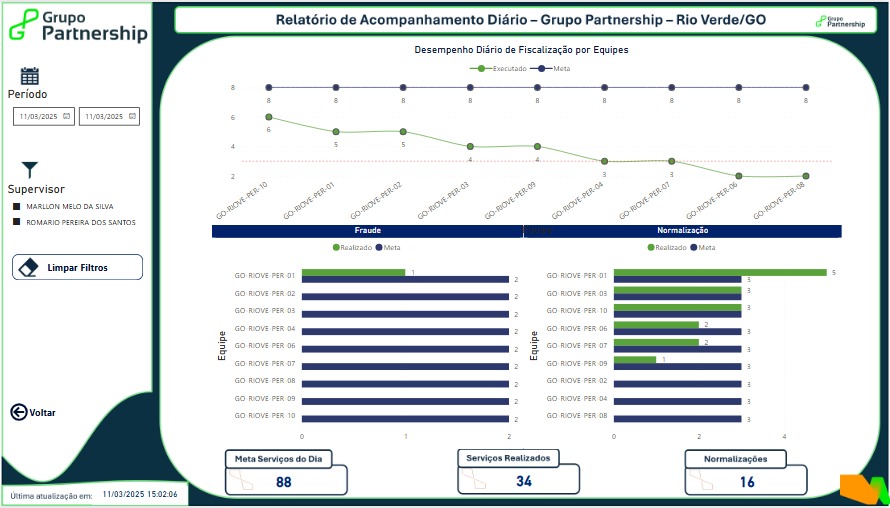 Grupo
Partnership
Relatório de Acompanhamento Diário – Grupo Partnership – Rio Verde/GO
Grupo
Partnership
Período
11/03/2025
11/03/2025
Supervisor
MARLLON MELO DA SILVA
ROMARIO PEREIRA DOS SANTOS
Limpar Filtros
Voltar
Última atualização em: 11/03/2025 15:02:06
Desempenho Diário de Fiscalização por Equipes
Executado Meta
8
6
4
2
8 8 8 8 8 8 8 8 8
6 5 5 4 4 3 3
GO-RIOVE-PER-10
GO-RIOVE-PER-01
GO-RIOVE-PER-02
GO-RIOVE-PER-03
GO-RIOVE-PER-09
GO-RIOVE-PER-04
GO-RIOVE-PER-07
GO-RIOVE-PER-06
GO-RIOVE-PER-08
Fraude
Realizado Meta
Equipe
GO-RIOVE-PER-01 1
2
GO-RIOVE-PER-02 2
GO-RIOVE-PER-03 2
GO-RIOVE-PER-04 2
GO-RIOVE-PER-06 2
GO-RIOVE-PER-07 2
GO-RIOVE-PER-08 2
GO-RIOVE-PER-09 2
GO-RIOVE-PER-10 2
0 1 2
Normalização
Realizado Meta
Equipe
GO-RIOVE-PER-01 5
3
GO-RIOVE-PER-03 3
3
GO-RIOVE-PER-10 3
3
GO-RIOVE-PER-06 2
3
GO-RIOVE-PER-07 2
3
GO-RIOVE-PER-09 1
3
GO-RIOVE-PER-02 3
GO-RIOVE-PER-04 3
GO-RIOVE-PER-08 3
0 2 4
Meta Serviços do Dia
88
Serviços Realizados
34
Normalizações
16